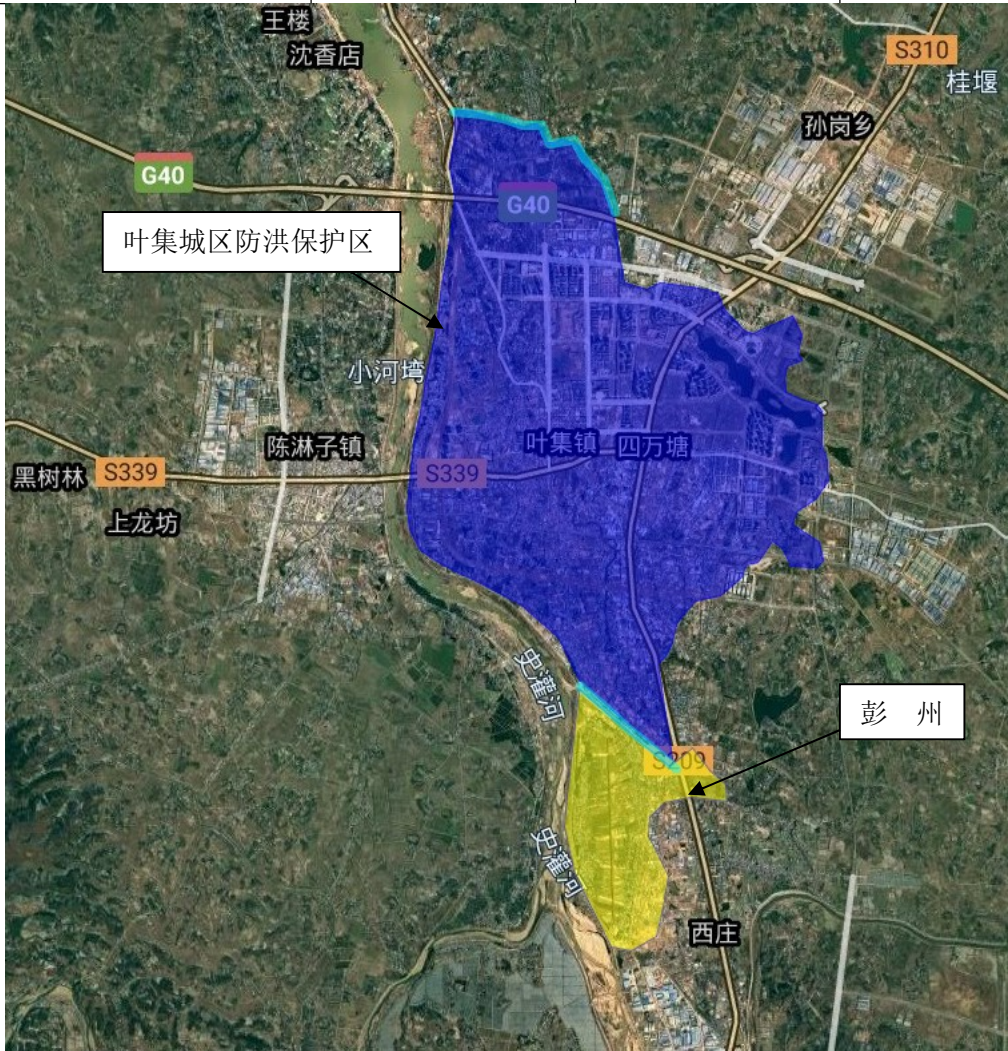 王楼
沈香店
S310
桂堰
孙岗乡
G40
G40
叶集城区防洪保护区
小河塆
陈淋子镇
叶集镇
四万塘
黑树林
S339
S339
上龙坊
史灌河
彭 州
S209
史灌河
西庄